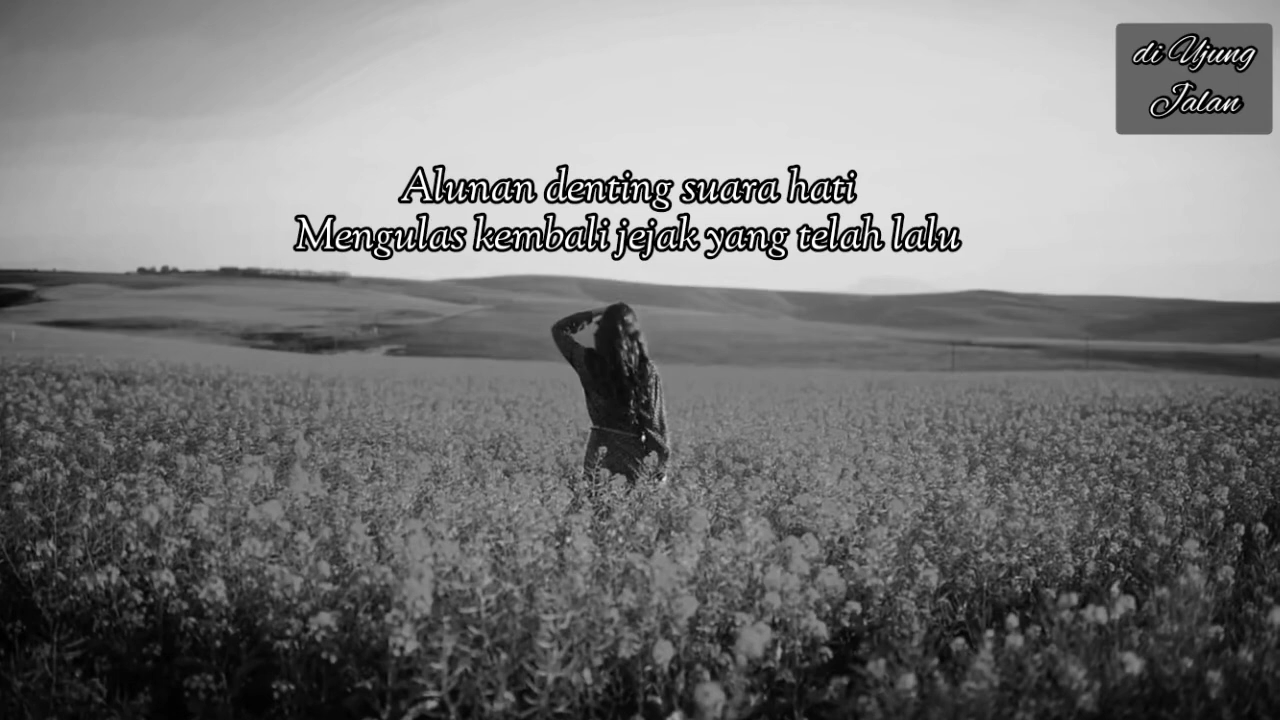 di Ujung
Jalan
Alunan denting suara hati
Mengulas kembali jejak yang telah lalu